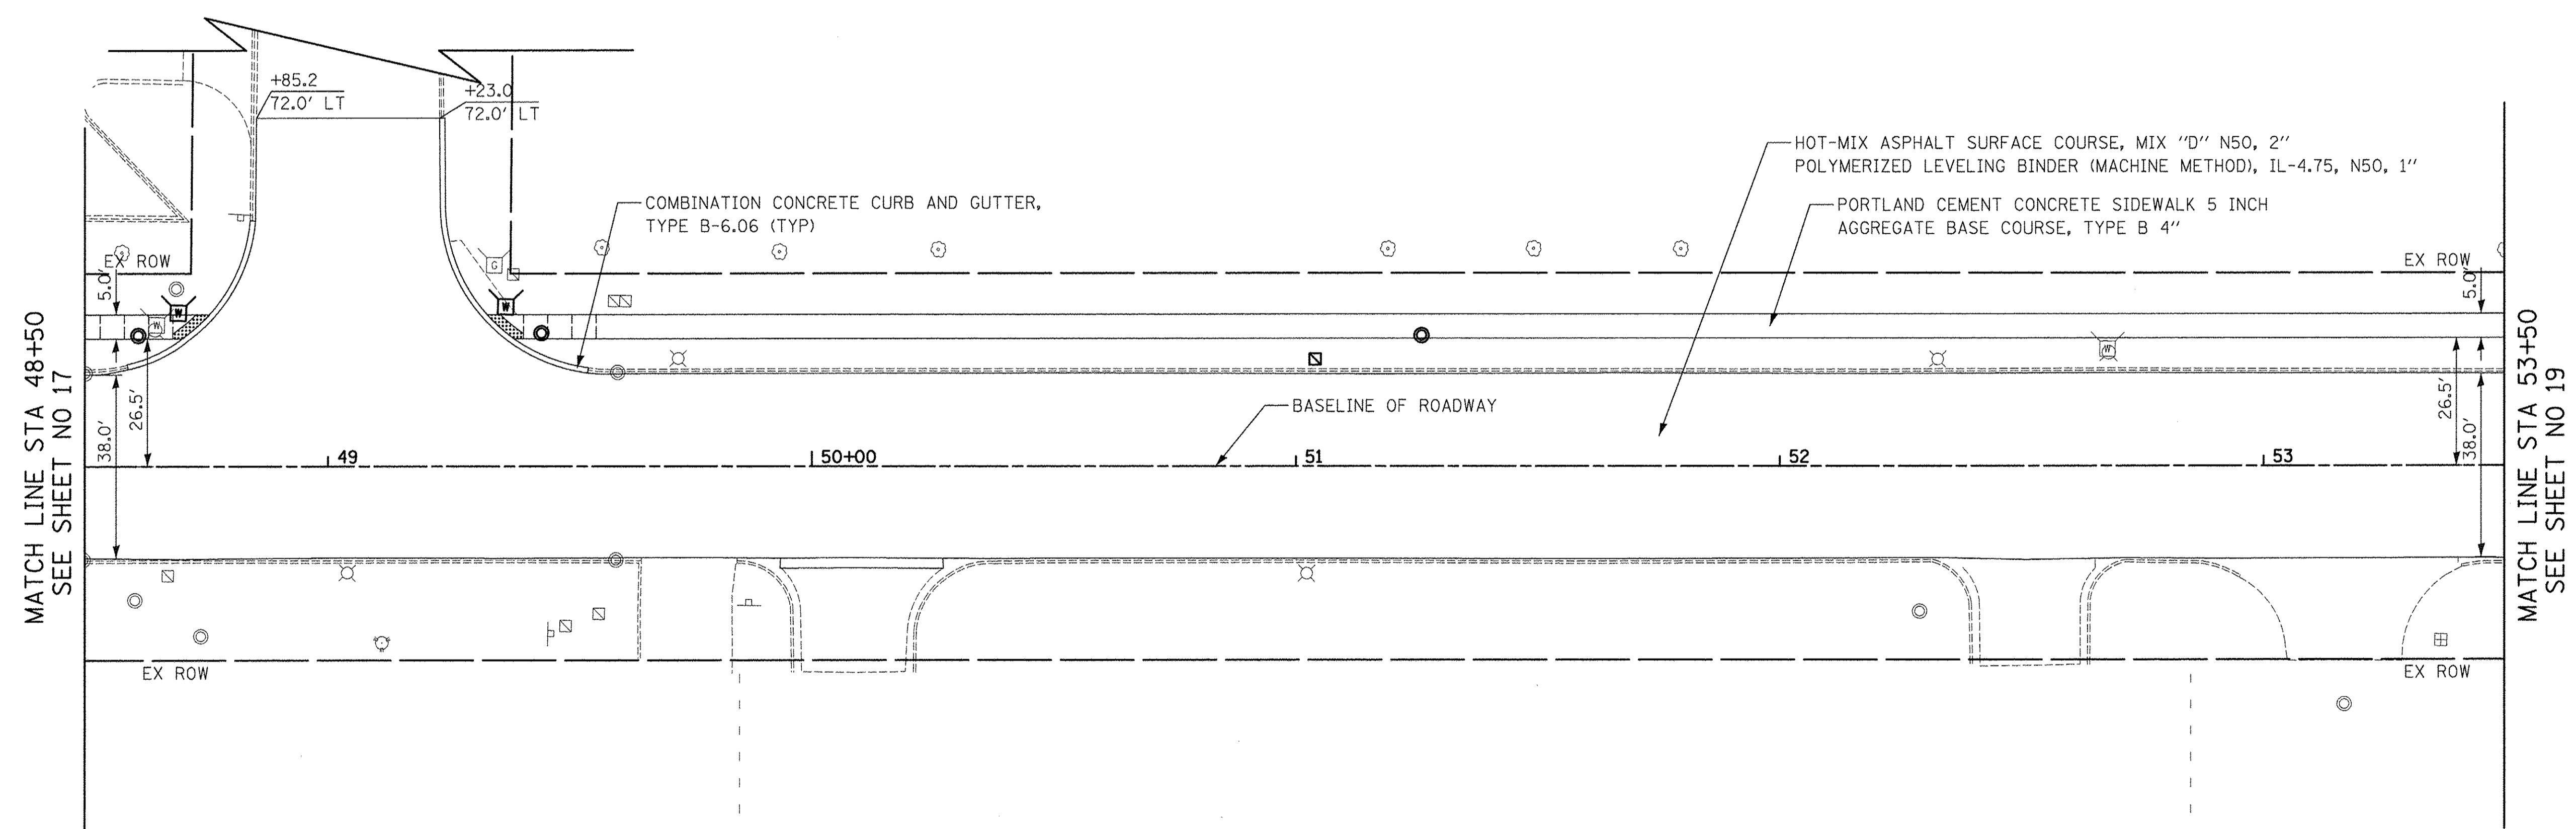 +85.2
72.0' LT
+23.0
72.0' LT
HOT-MIX ASPHALT SURFACE COURSE, MIX "D" N50, 2"
POLYMERIZED LEVELING BINDER (MACHINE METHOD), IL-4.75, N50, 1"
COMBINATION CONCRETE CURB AND GUTTER,
TYPE B-6.06 (TYP)
PORTLAND CEMENT CONCRETE SIDEWALK 5 INCH
AGGREGATE BASE COURSE, TYPE B 4"
EX ROW
G
EX ROW
5.0'
5.0'
W
W
W
W
MATCH LINE STA 48+50
SEE SHEET NO 17
38.0'
26.5'
BASELINE OF ROADWAY
26.5'
38.0'
MATCH LINE STA 53+50
SEE SHEET NO 19
49
50+00
51
52
53
EX ROW
EX ROW